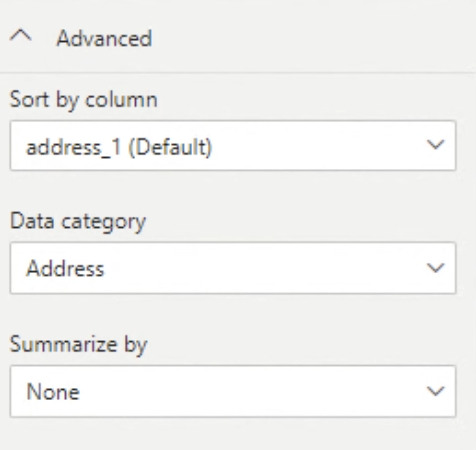 Advanced
Sort by column
address_1 (Default)
Data category
Address
Summarize by
None